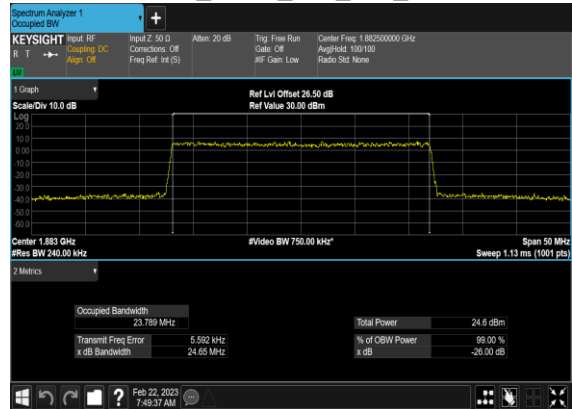 Spectrum Analyzer 1
Occupied BW
+
KEYSIGHT
R T
LW
Input: RF
Coupling: DC
Align: Off
Input Z: 50 Ω
Corrections: Off
Freq Ref: Int (S)
Atten: 20 dB
Trig: Free Run
Gate: Off
#IF Gain: Low
Center Freq: 1.882500000 GHz
Avg|Hold: 100/100
Radio Std: None
1 Graph
Scale/Div 10.0 dB
Ref Lvl Offset 26.50 dB
Ref Value 30.00 dBm
Log
20.0
10.0
0.00
-10.0
-20.0
-30.0
-40.0
-50.0
-60.0
Center 1.883 GHz
#Res BW 240.00 kHz
#Video BW 750.00 kHz*
Span 50 MHz
Sweep 1.13 ms (1001 pts)
2 Metrics
Occupied Bandwidth
23.789 MHz
Transmit Freq Error 5.592 kHz
x dB Bandwidth 24.65 MHz
Total Power 24.6 dBm
% of OBW Power 99.00 %
x dB -26.00 dB
?
Feb 22, 2023
7:49:37 AM